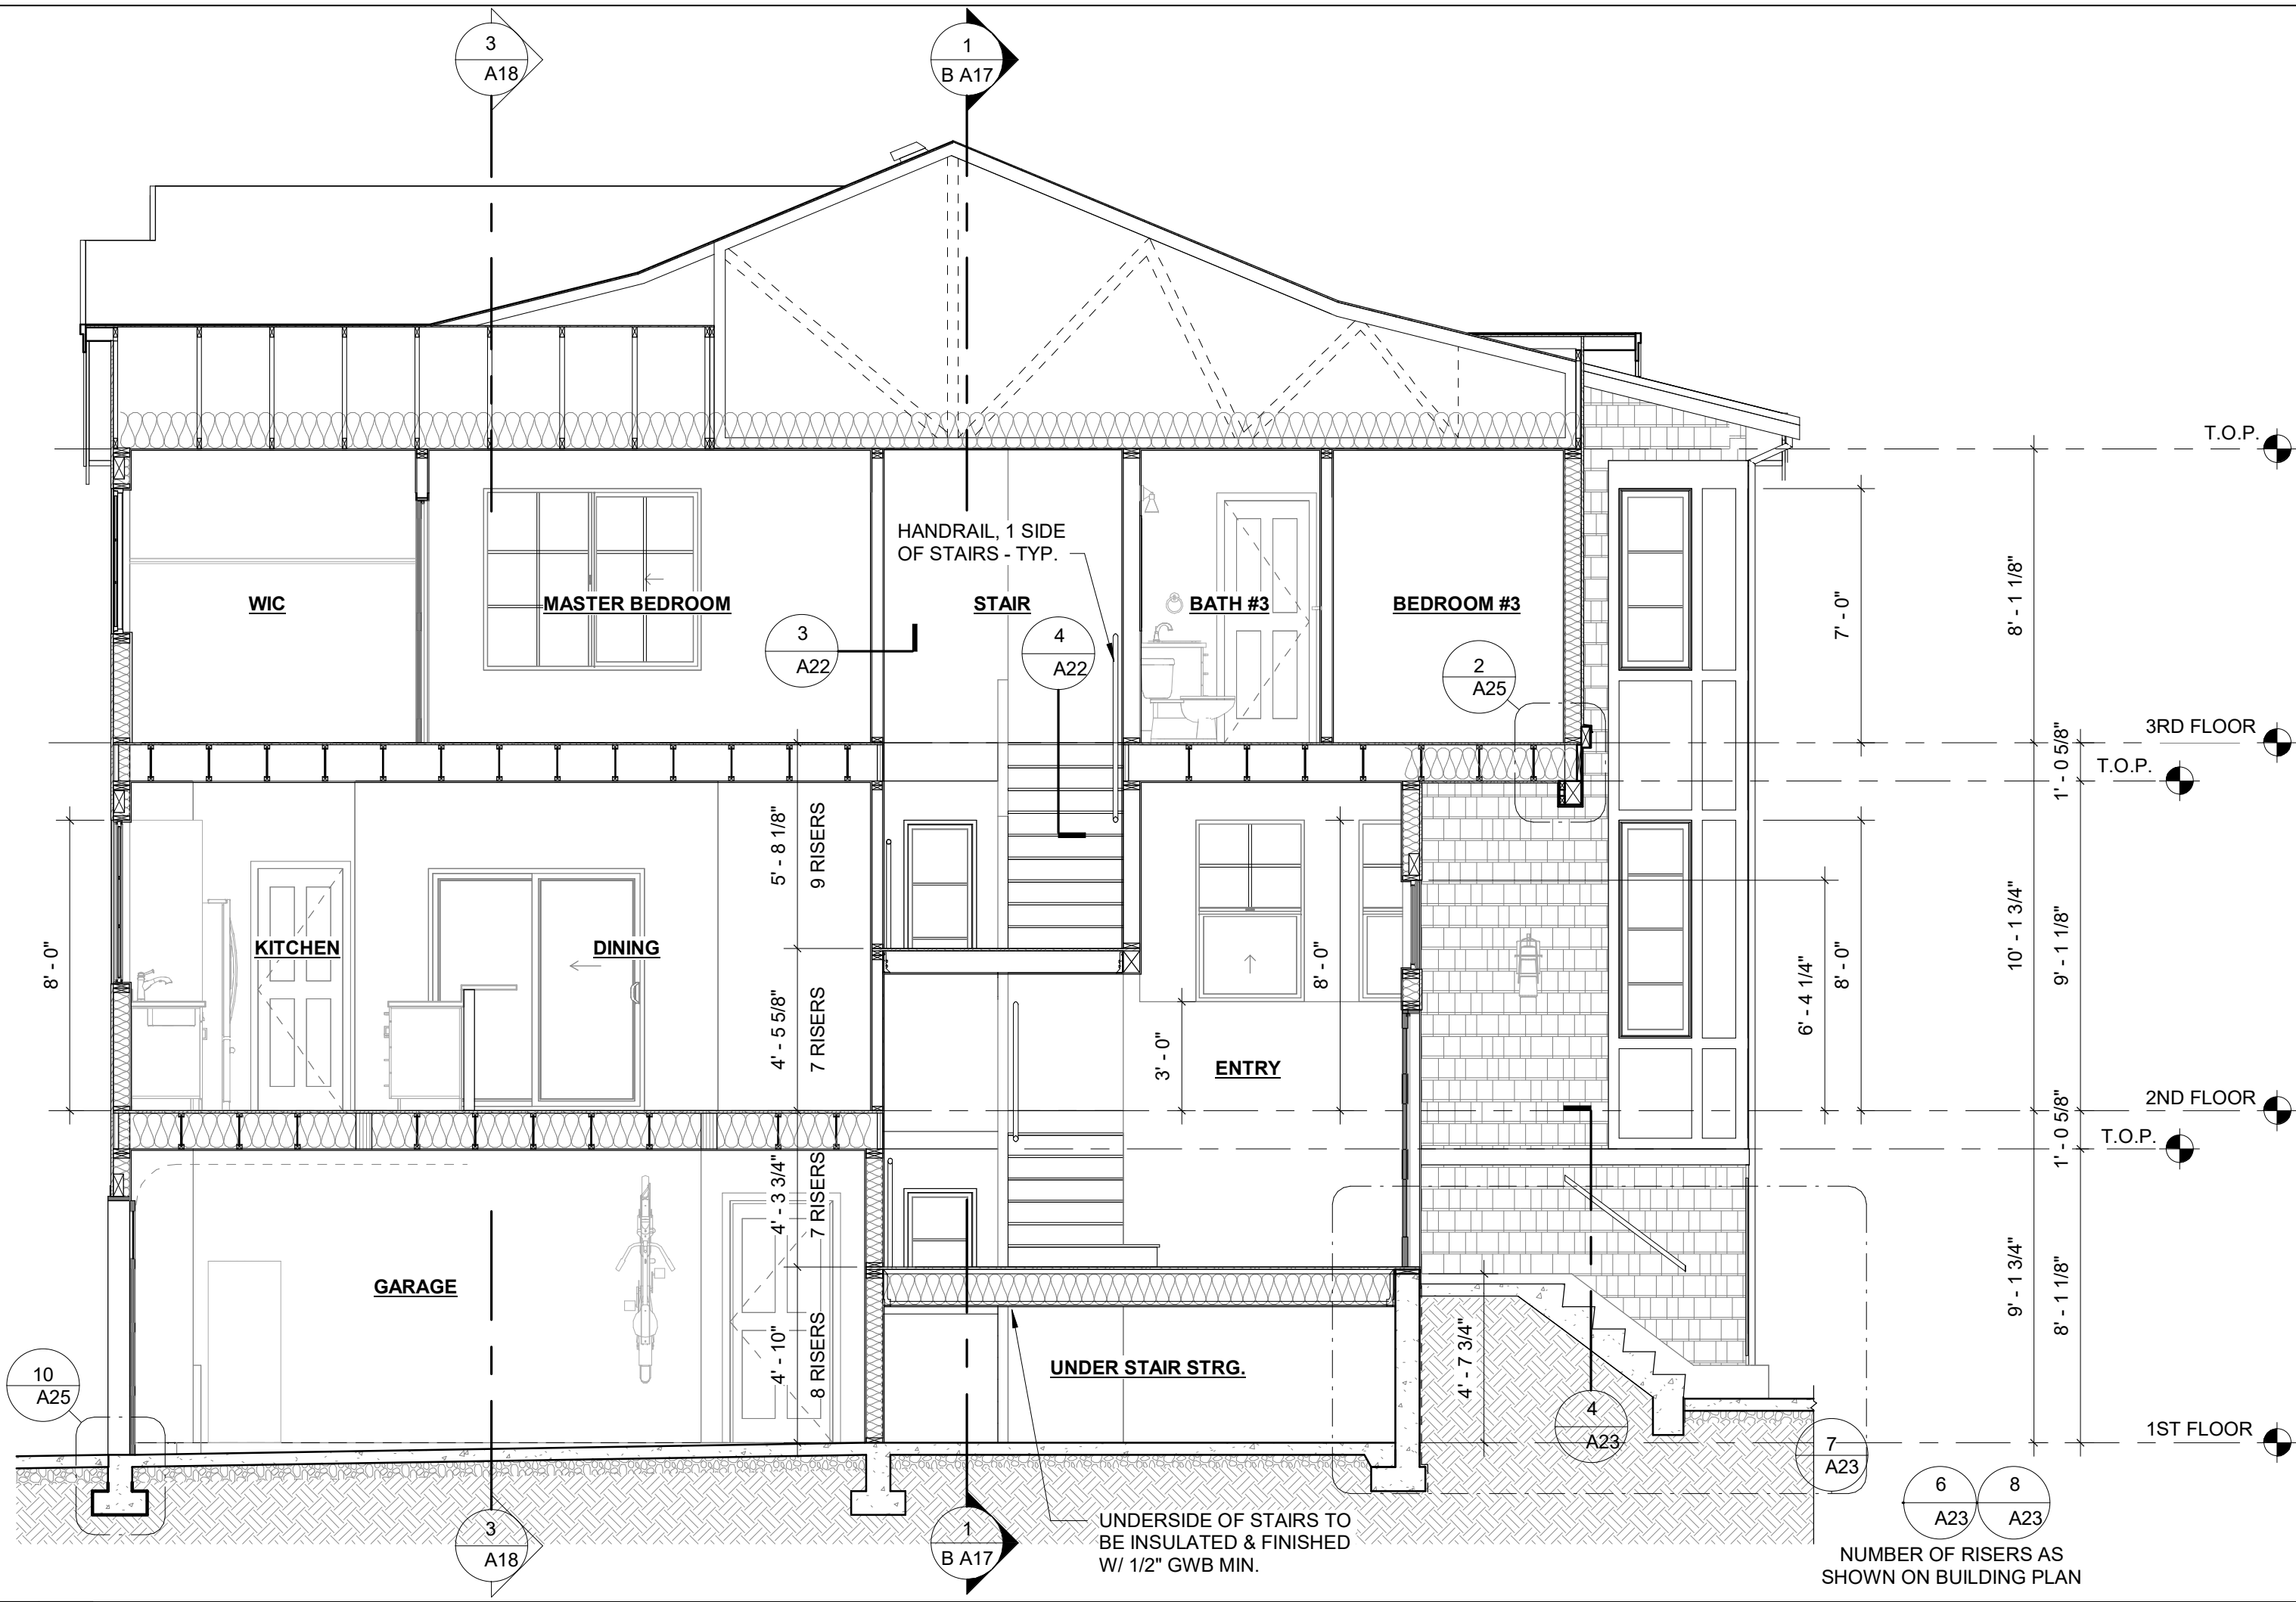 3
A18
1
B A17
T.O.P.
HANDRAIL, 1 SIDE
OF STAIRS - TYP.
WIC
MASTER BEDROOM
STAIR
BATH #3
BEDROOM #3
3
A22
4
A22
2
A25
7' - 0"
8' - 1 1/8"
3RD FLOOR
1' - 0 5/8"
T.O.P.
5' - 8 1/8"
9 RISERS
8' - 0"
KITCHEN
DINING
4' - 5 5/8"
7 RISERS
8' - 0"
3' - 0"
ENTRY
6' - 4 1/4"
8' - 0"
10' - 1 3/4"
9' - 1 1/8"
2ND FLOOR
1' - 0 5/8"
T.O.P.
4' - 3 3/4"
7 RISERS
GARAGE
4' - 10"
8 RISERS
UNDER STAIR STRG.
4' - 7 3/4"
9' - 1 3/4"
8' - 1 1/8"
10
A25
4
A23
7
A23
1ST FLOOR
6
A23
8
A23
3
A18
1
B A17
UNDERSIDE OF STAIRS TO
BE INSULATED & FINISHED
W/ 1/2" GWB MIN.
NUMBER OF RISERS AS
SHOWN ON BUILDING PLAN